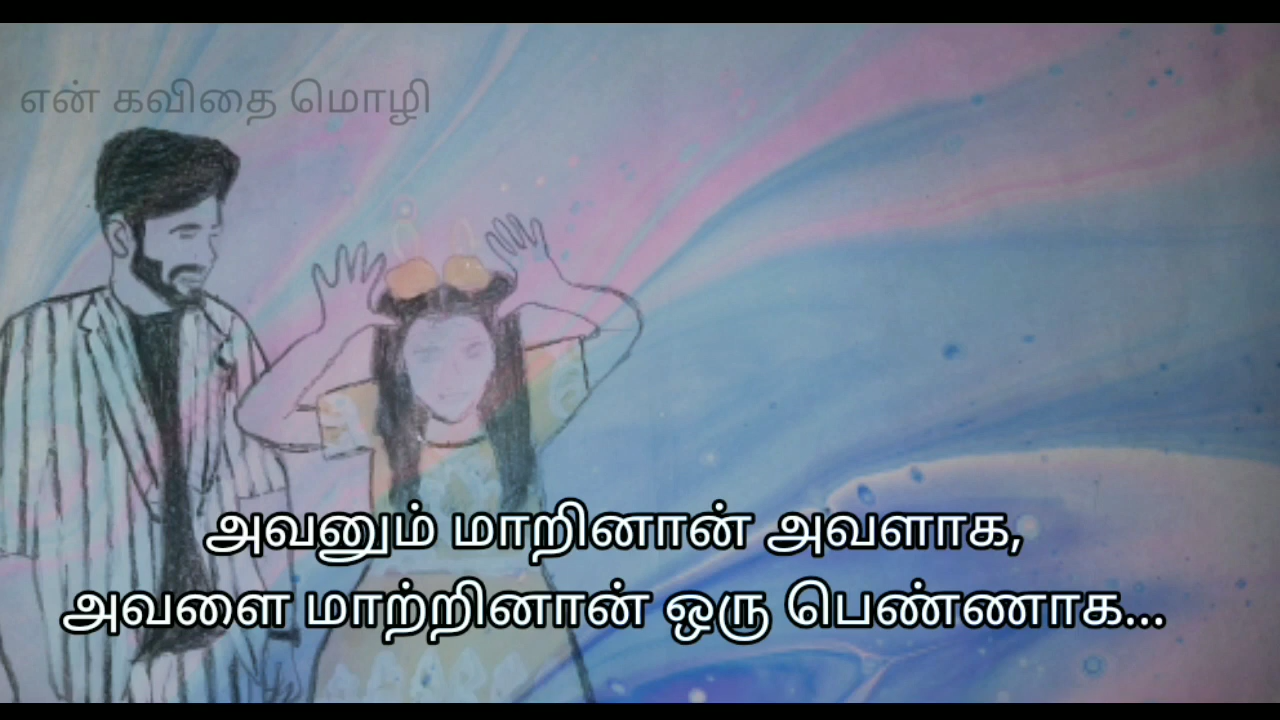 என் கவிதை மொழி
அவனும் மாறினான் அவளாக,
அவளை மாற்றினான் ஒரு பெண்ணாக...